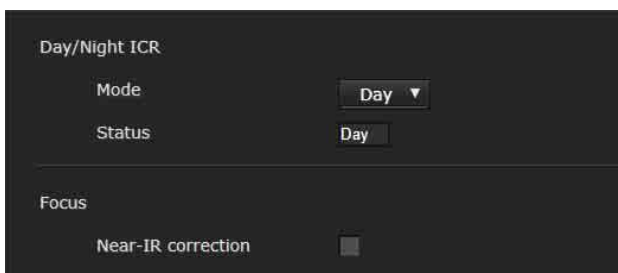 Day/Night ICR
Mode Day ▼
Status Day
Focus
Near-IR correction